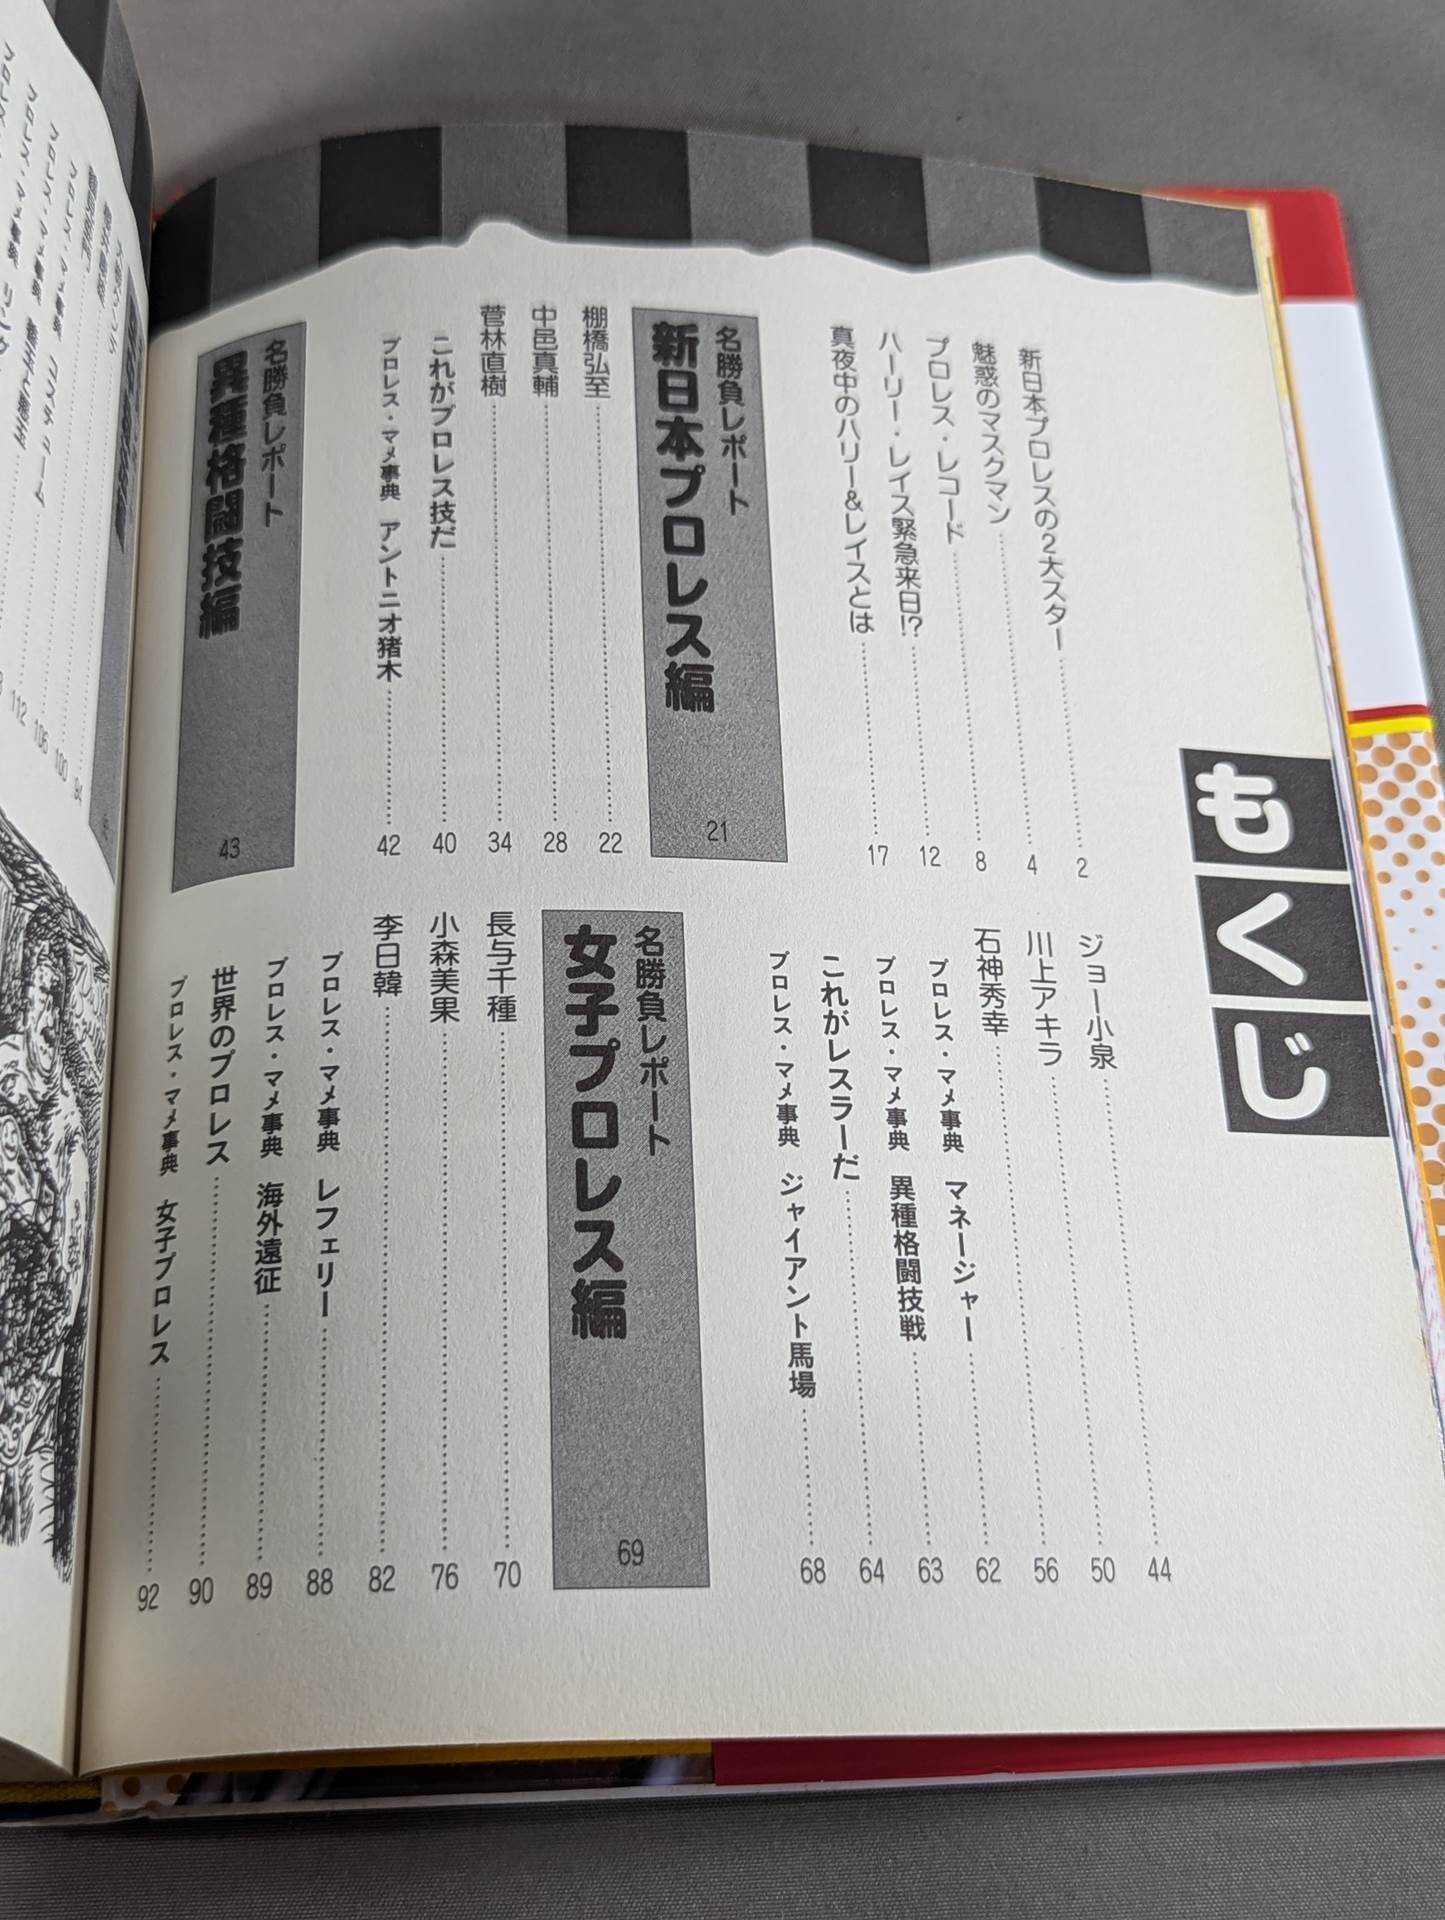 もくじ
新日本プロレスの2大スター……2
魅惑のマスクマン……4
プロレス・レコード……8
ハーリー・レイス緊急来日!?……12
真夜中のハリー&レイスとは……17
名勝負レポート
新日本プロレス編
21
棚橋弘至……22
中邑真輔……28
菅林直樹……34
これがプロレス技だ……40
プロレス・マメ事典 アントニオ猪木……42
名勝負レポート
異種格闘技編
43
ジョー小泉……44
川上アキラ……50
石神秀幸……56
プロレス・マメ事典 マネージャー……62
プロレス・マメ事典 異種格闘技戦……63
これがレスラーだ……64
プロレス・マメ事典 ジャイアント馬場……68
名勝負レポート
女子プロレス編
69
長与千種……70
小森美果……76
李日韓……82
プロレス・マメ事典 レフェリー……88
プロレス・マメ事典 海外遠征……89
世界のプロレス……90
プロレス・マメ事典 女子プロレス……92
94
100
106
112